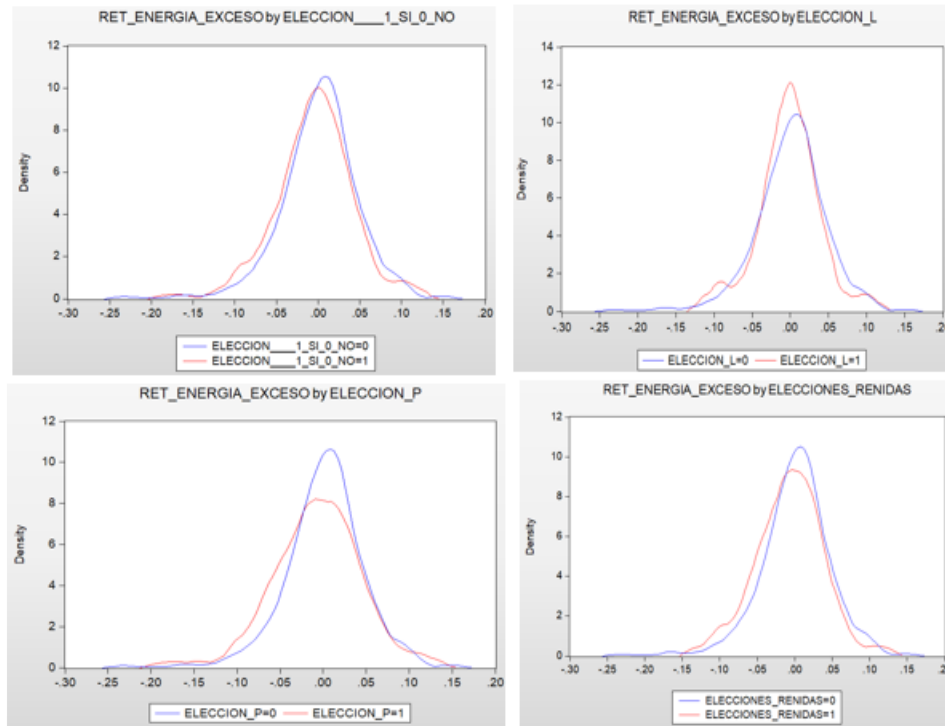 RET_ENERGIA_EXCESO by ELECCION____1_SI_0_NO
12
10
8
6
4
2
0
Density
-.30 -.25 -.20 -.15 -.10 -.05 .00 .05 .10 .15 .20
ELECCION____1_SI_0_NO=0
ELECCION____1_SI_0_NO=1
RET_ENERGIA_EXCESO by ELECCION_L
14
12
10
8
6
4
2
0
Density
-.30 -.25 -.20 -.15 -.10 -.05 .00 .05 .10 .15 .20
ELECCION_L=0 ELECCION_L=1
RET_ENERGIA_EXCESO by ELECCION_P
12
10
8
6
4
2
0
Density
-.30 -.25 -.20 -.15 -.10 -.05 .00 .05 .10 .15 .20
ELECCION_P=0 ELECCION_P=1
RET_ENERGIA_EXCESO by ELECCIONES_RENIDAS
12
10
8
6
4
2
0
Density
-.30 -.25 -.20 -.15 -.10 -.05 .00 .05 .10 .15 .20
ELECCIONES_RENIDAS=0
ELECCIONES_RENIDAS=1